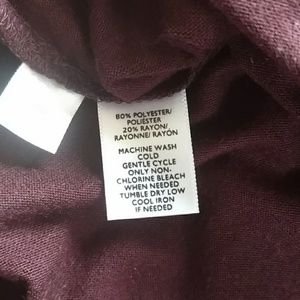 80% POLYESTER/
POLIÉSTER
20% RAYON/
RAYONNE/ RAYÓN
MACHINE WASH
COLD
GENTLE CYCLE
ONLY NON-
CHLORINE BLEACH
WHEN NEEDED
TUMBLE DRY LOW
COOL IRON
IF NEEDED